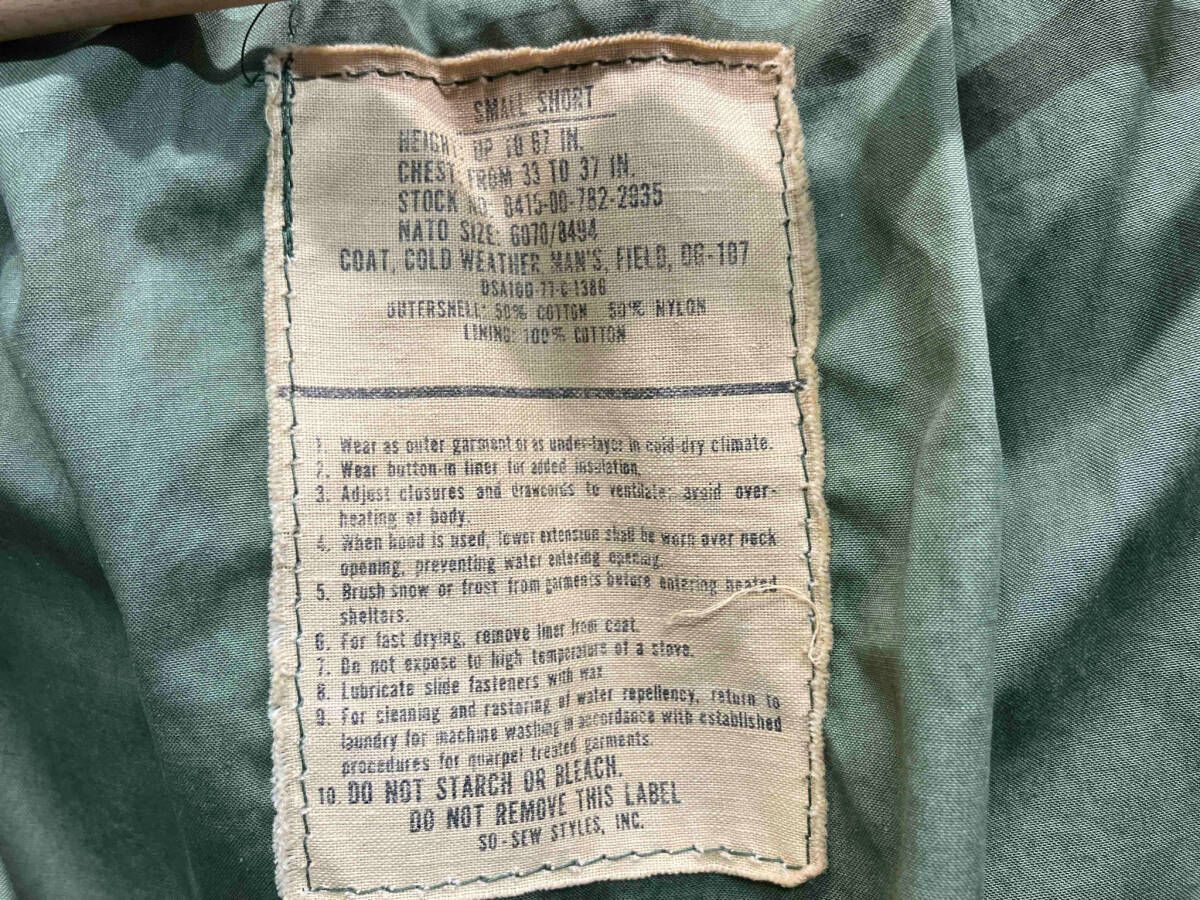 SMALL SHORT
HEIGHT: UP TO 67 IN.
CHEST: FROM 33 TO 37 IN.
STOCK NO: 8415-00-782-2935
NATO SIZE: 6070/8494
COAT, COLD WEATHER MAN'S, FIELD, OG-107
DSA100-77-C-1386
OUTERSHELL: 50% COTTON 50% NYLON
LINING: 100% COTTON
1. Wear as outer garment or as under-layer in cold-dry climate.
2. Wear button-in liner for added insulation.
3. Adjust closures and drawcords to ventilate; avoid over-
heating of body.
4. When hood is used, lower extension shall be worn over neck
opening, preventing water entering opening.
5. Brush snow or frost from garments before entering heated
shelters.
6. For fast drying, remove liner from coat.
7. Do not expose to high temperature of a stove.
8. Lubricate slide fasteners with wax.
9. For cleaning and restoring of water repellency, return to
laundry for machine washing in accordance with established
procedures for quarpel treated garments.
10. DO NOT STARCH OR BLEACH.
DO NOT REMOVE THIS LABEL
SO-SEW STYLES, INC.